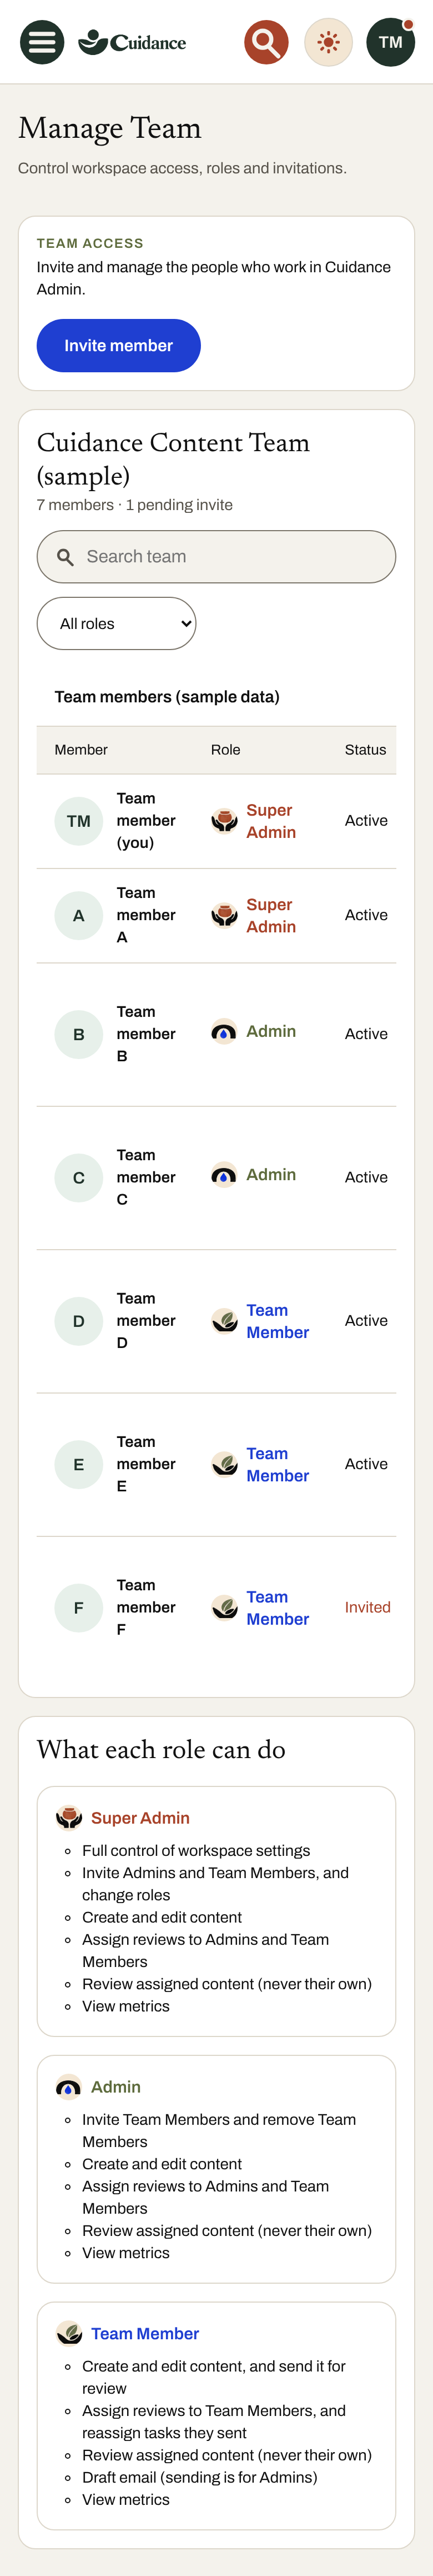 Cuidance
TM
Manage Team
Control workspace access, roles and invitations.
TEAM ACCESS
Invite and manage the people who work in Cuidance
Admin.
Invite member
Cuidance Content Team
(sample)
7 members · 1 pending invite
Search team
All roles
Team members (sample data)
Member Role Status
TM Team member (you) Super Admin Active
A Team member A Super Admin Active
B Team member B Admin Active
C Team member C Admin Active
D Team member D Team Member Active
E Team member E Team Member Active
F Team member F Team Member Invited
What each role can do
Super Admin
Full control of workspace settings
Invite Admins and Team Members, and
change roles
Create and edit content
Assign reviews to Admins and Team
Members
Review assigned content (never their own)
View metrics
Admin
Invite Team Members and remove Team
Members
Create and edit content
Assign reviews to Admins and Team
Members
Review assigned content (never their own)
View metrics
Team Member
Create and edit content, and send it for
review
Assign reviews to Team Members, and
reassign tasks they sent
Review assigned content (never their own)
Draft email (sending is for Admins)
View metrics